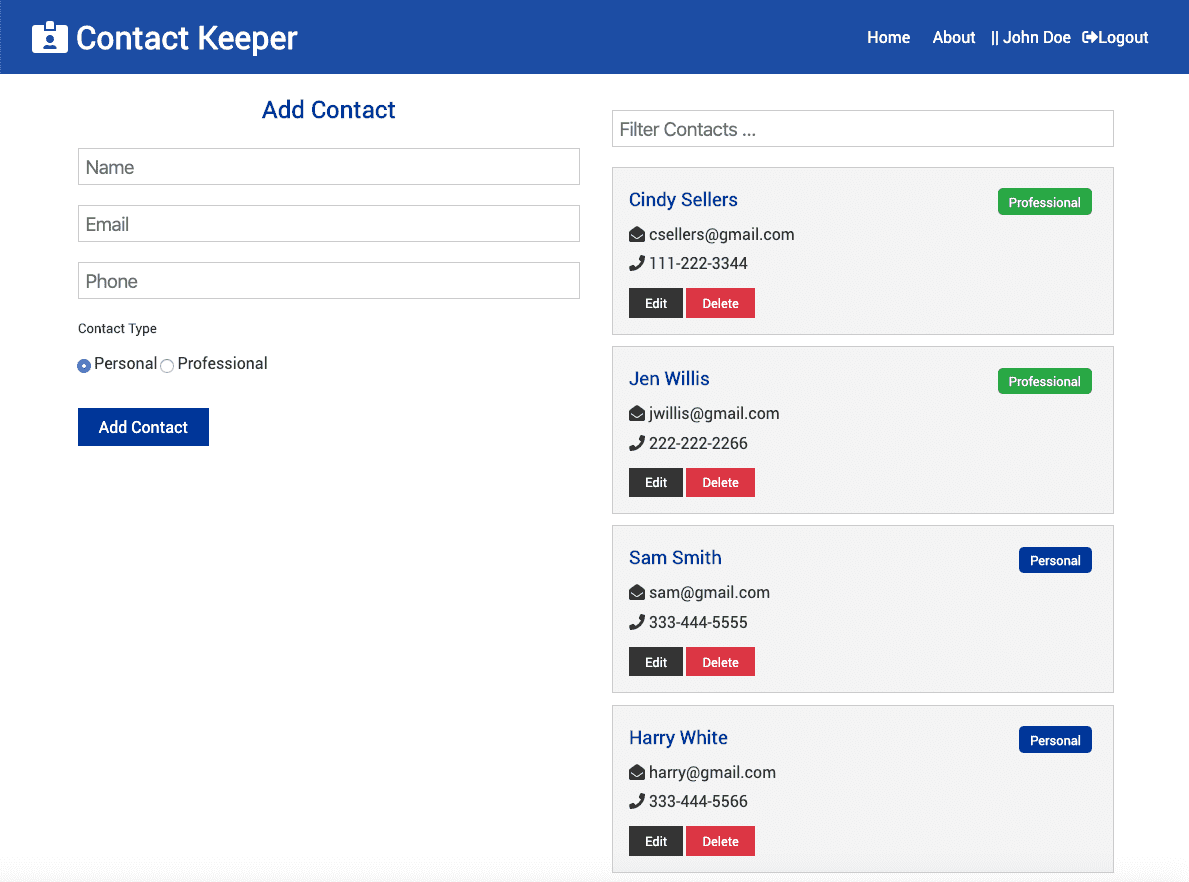 Contact Keeper
Home About || John Doe Logout
Add Contact
Name
Email
Phone
Contact Type
Personal Professional
Add Contact
Filter Contacts ...
Cindy Sellers
Professional
csellers@gmail.com
111-222-3344
Edit Delete
Jen Willis
Professional
jwillis@gmail.com
222-222-2266
Edit Delete
Sam Smith
Personal
sam@gmail.com
333-444-5555
Edit Delete
Harry White
Personal
harry@gmail.com
333-444-5566
Edit Delete